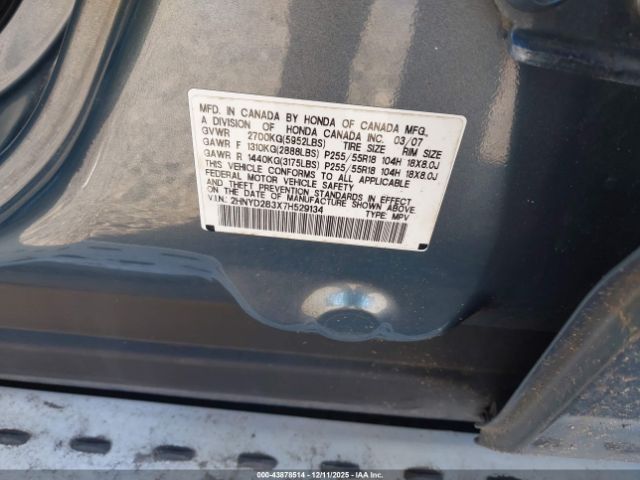 MFD. IN CANADA BY HONDA OF CANADA MFG.
A DIVISION OF HONDA CANADA INC. 03/07
GVWR 2700KG(5952LBS) TIRE SIZE RIM SIZE
GAWR F 1310KG(2888LBS) P255/55R18 104H 18X8.0J
GAWR R 1440KG(3175LBS) P255/55R18 104H 18X8.0J
THIS VEHICLE CONFORMS TO ALL APPLICABLE
FEDERAL MOTOR VEHICLE SAFETY
AND THEFT PREVENTION STANDARDS IN EFFECT
ON THE DATE OF MANUFACTURE SHOWN ABOVE.
V.I.N.: 2HNYD283X7H529134 TYPE: MPV
000-43878514 - 12/11/2025 - IAAI.com